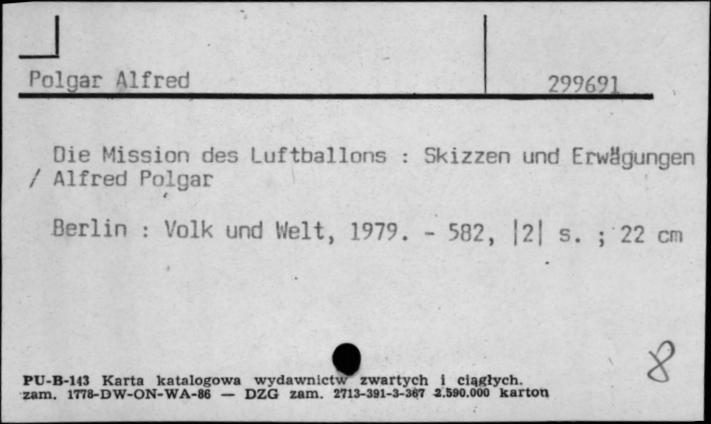 Polgar Alfred 299691
Die Mission des Luftballons : Skizzen und Erwägungen
/ Alfred Polgar
Berlin : Volk und Welt, 1979. - 582, |2| s. ; 22 cm
8
PU-B-143 Karta katalogowa wydawnictw zwartych i ciągłych.
zam. 1778-DW-ON-WA-86 — DZG zam. 2713-391-3-367 2.590.000 karton